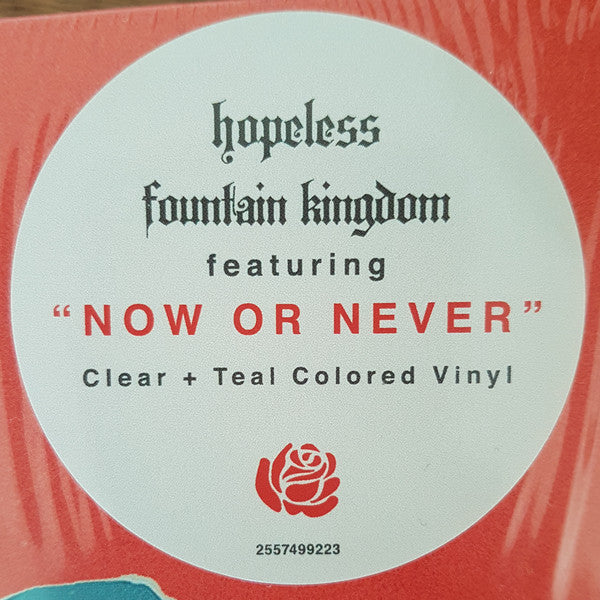 hopeless
fountain kingdom
featuring
“NOW OR NEVER”
Clear + Teal Colored Vinyl
2557499223